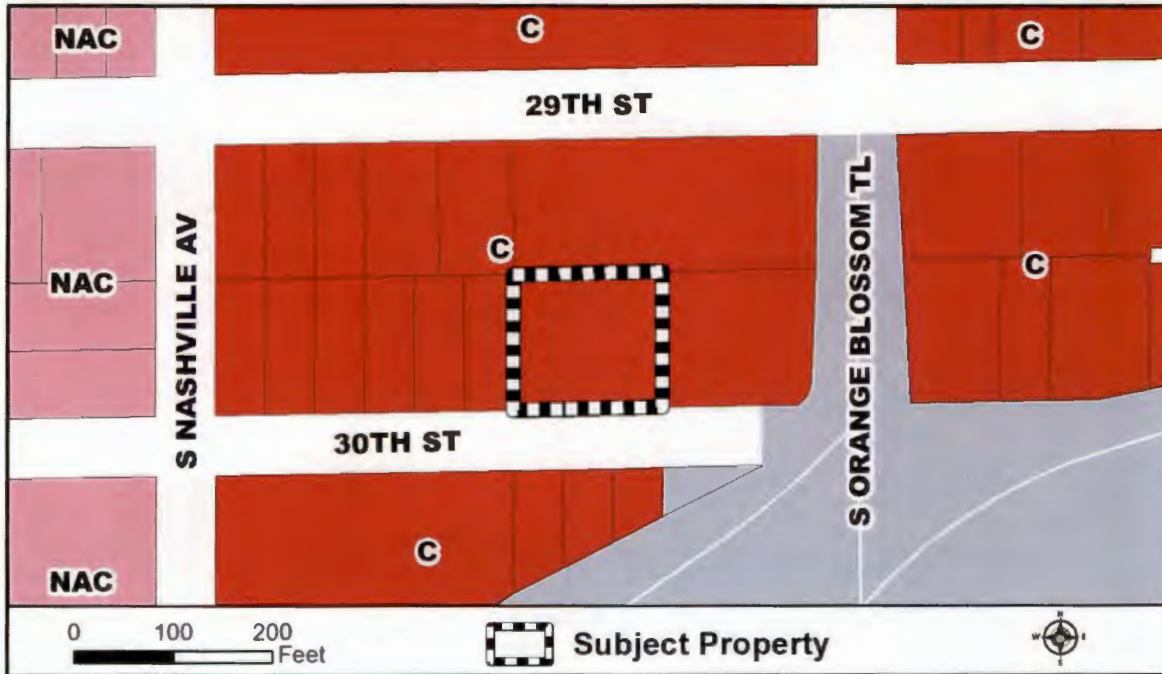 NAC
C
C
29TH ST
S NASHVILLE AV
S ORANGE BLOSSOM TL
C
NAC
C
30TH ST
C
NAC
0 100 200
Feet
Subject Property
N
W E
S